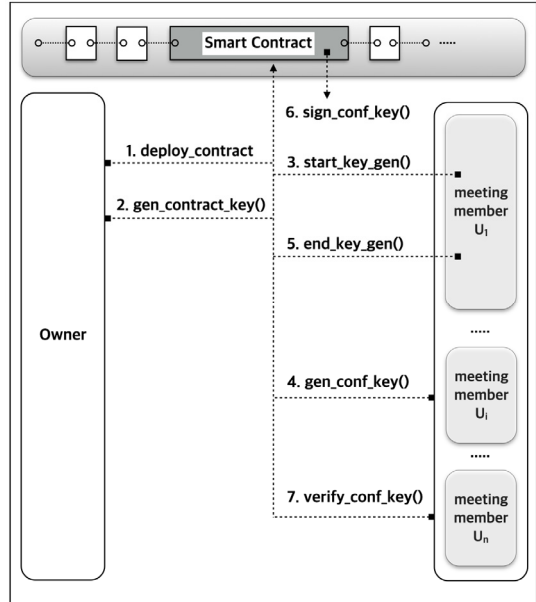 Smart Contract
.....
6. sign_conf_key()
1. deploy_contract
3. start_key_gen()
2. gen_contract_key()
meeting
member
U1
5. end_key_gen()
Owner
.....
4. gen_conf_key()
meeting
member
Ui
.....
7. verify_conf_key()
meeting
member
Un